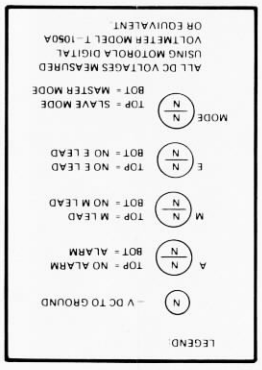 LEGEND:
N – V DC TO GROUND
A N TOP = NO ALARM
N BOT = ALARM
M N TOP = M LEAD
N BOT = NO M LEAD
E N TOP = NO E LEAD
N BOT = NO E LEAD
MODE N TOP = SLAVE MODE
N BOT = MASTER MODE
ALL DC VOLTAGES MEASURED
USING MOTOROLA DIGITAL
VOLTMETER MODEL T-1050A
OR EQUIVALENT.